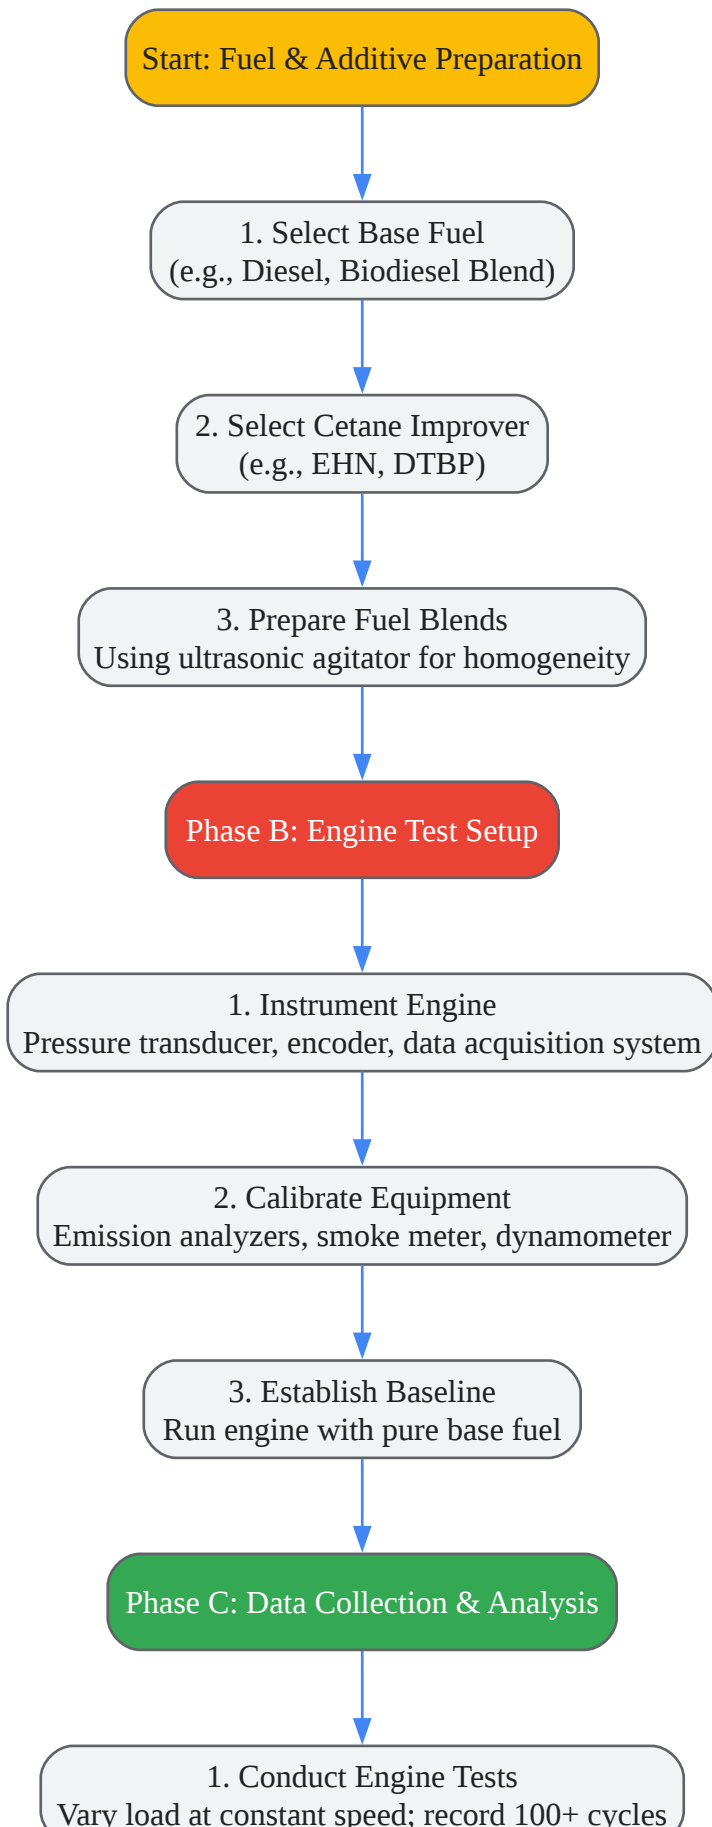 Start: Fuel & Additive Preparation
1. Select Base Fuel
(e.g., Diesel, Biodiesel Blend)
2. Select Cetane Improver
(e.g., EHN, DTBP)
3. Prepare Fuel Blends
Using ultrasonic agitator for homogeneity
Phase B: Engine Test Setup
1. Instrument Engine
Pressure transducer, encoder, data acquisition system
2. Calibrate Equipment
Emission analyzers, smoke meter, dynamometer
3. Establish Baseline
Run engine with pure base fuel
Phase C: Data Collection & Analysis
1. Conduct Engine Tests
Vary load at constant speed; record 100+ cycles